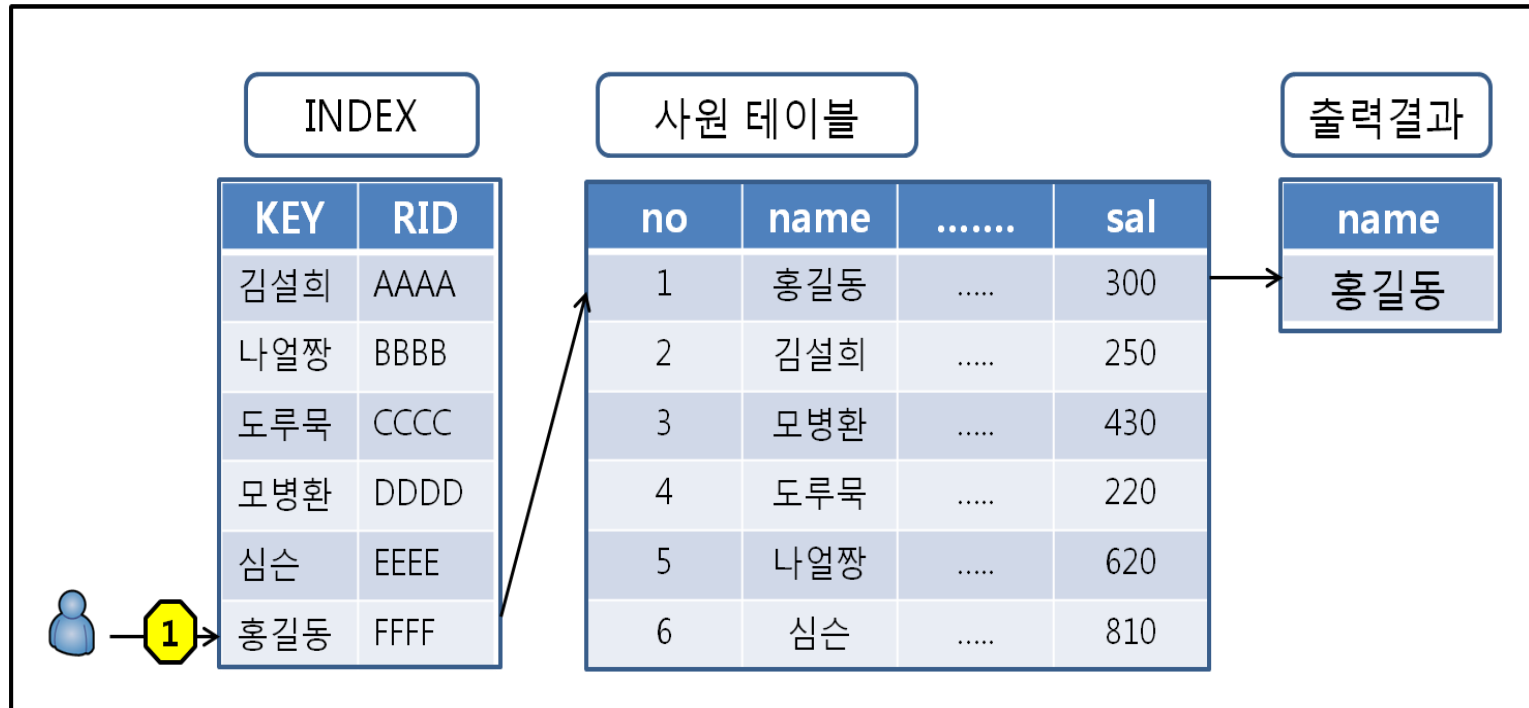 INDEX
사원 테이블
출력결과
KEY RID
김설희 AAAA
나얼짱 BBBB
도루묵 CCCC
모병환 DDDD
심슨 EEEE
1
홍길동 FFFF
no name ....... sal
1 홍길동 ..... 300
2 김설희 ..... 250
3 모병환 ..... 430
4 도루묵 ..... 220
5 나얼짱 ..... 620
6 심슨 ..... 810
name
홍길동